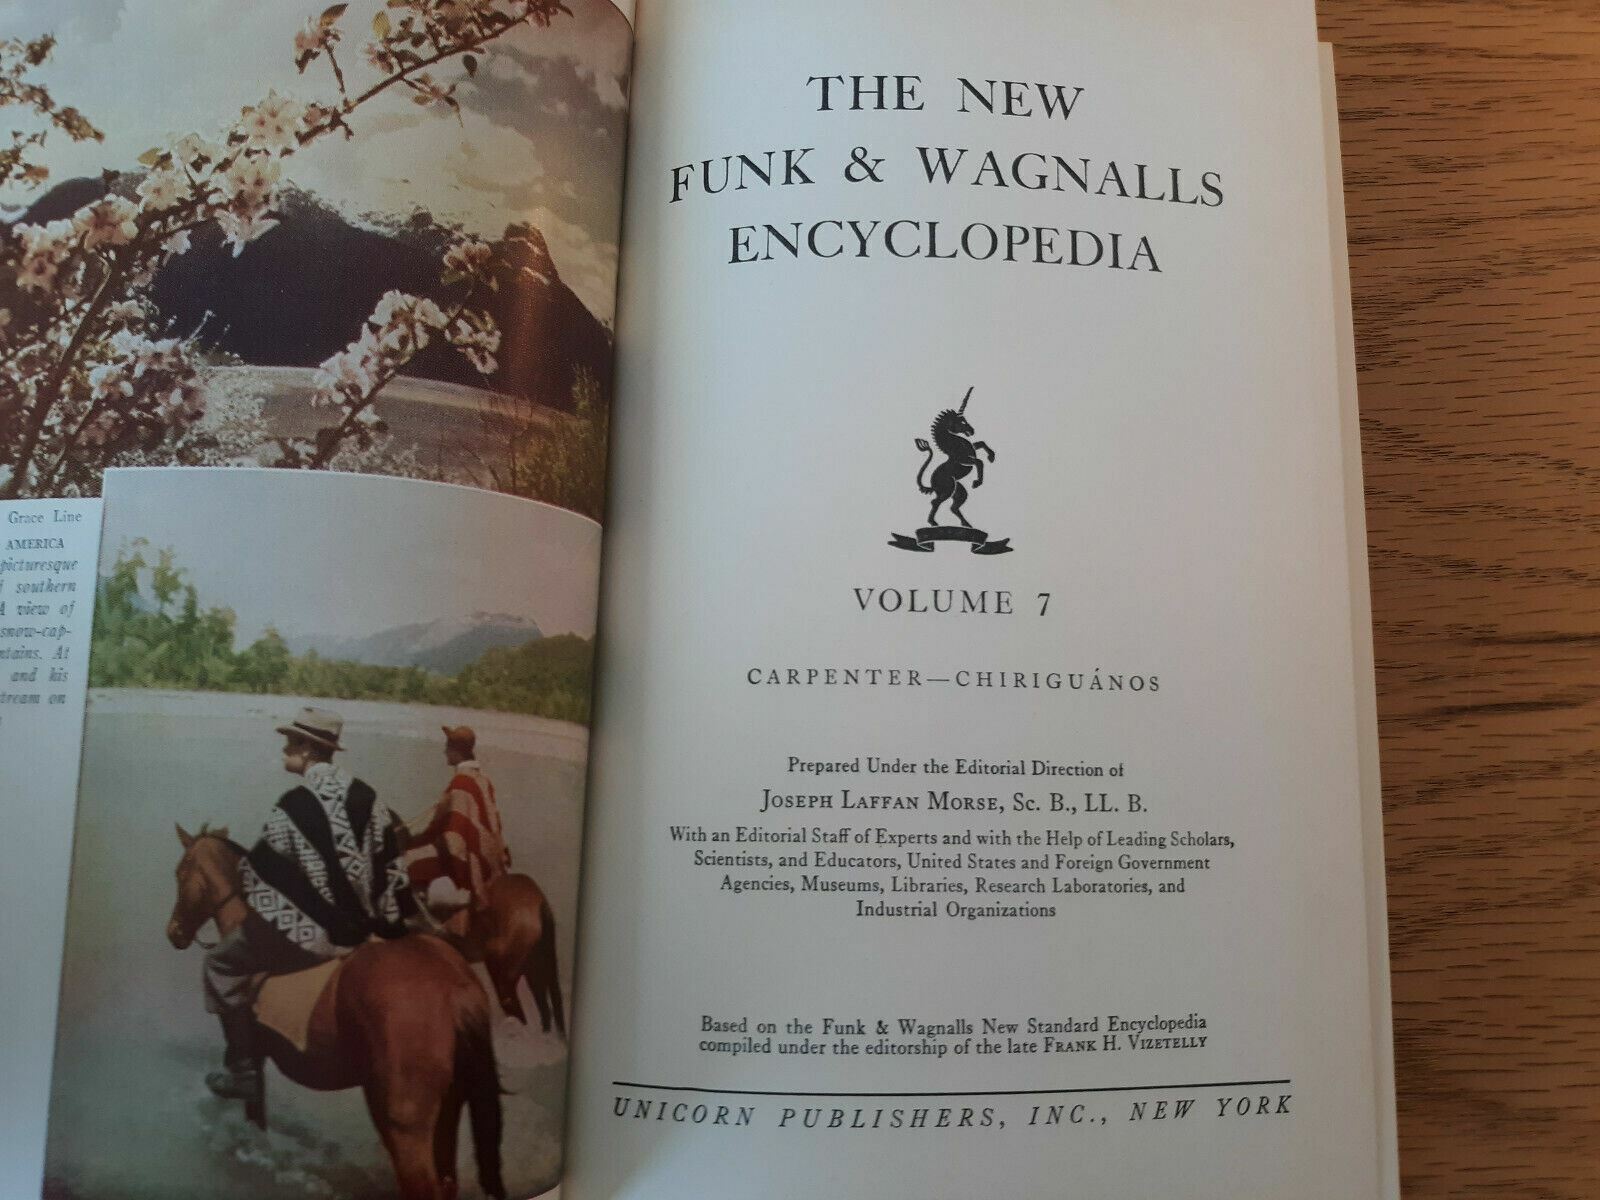 Grace Line
AMERICA
picturesque
southern
view of
snow-cap-
At
and his
on
THE NEW
FUNK & WAGNALLS
ENCYCLOPEDIA
VOLUME 7
CARPENTER—CHIRIGUÁNOS
Prepared Under the Editorial Direction of
JOSEPH LAFFAN MORSE, Sc. B., LL. B.
With an Editorial Staff of Experts and with the Help of Leading Scholars,
Scientists, and Educators, United States and Foreign Government
Agencies, Museums, Libraries, Research Laboratories, and
Industrial Organizations
Based on the Funk & Wagnalls New Standard Encyclopedia
compiled under the editorship of the late FRANK H. VIZETELLY
UNICORN PUBLISHERS, INC., NEW YORK